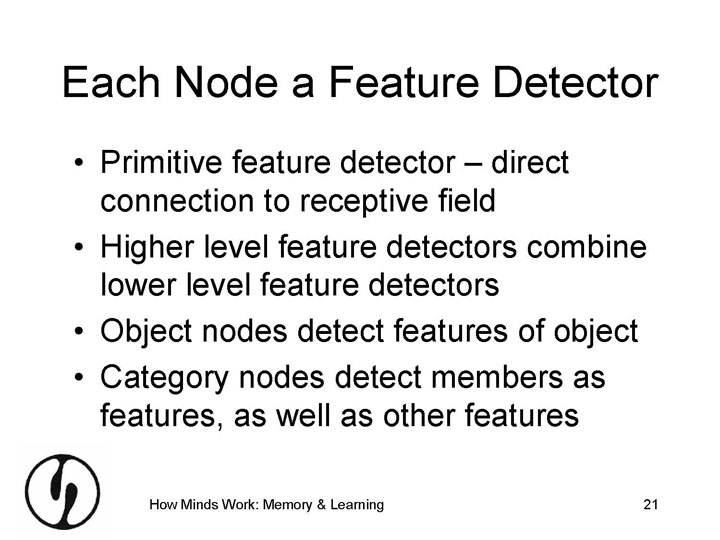 Each Node a Feature Detector
• Primitive feature detector – direct
connection to receptive field
• Higher level feature detectors combine
lower level feature detectors
• Object nodes detect features of object
• Category nodes detect members as
features, as well as other features
How Minds Work: Memory & Learning
21